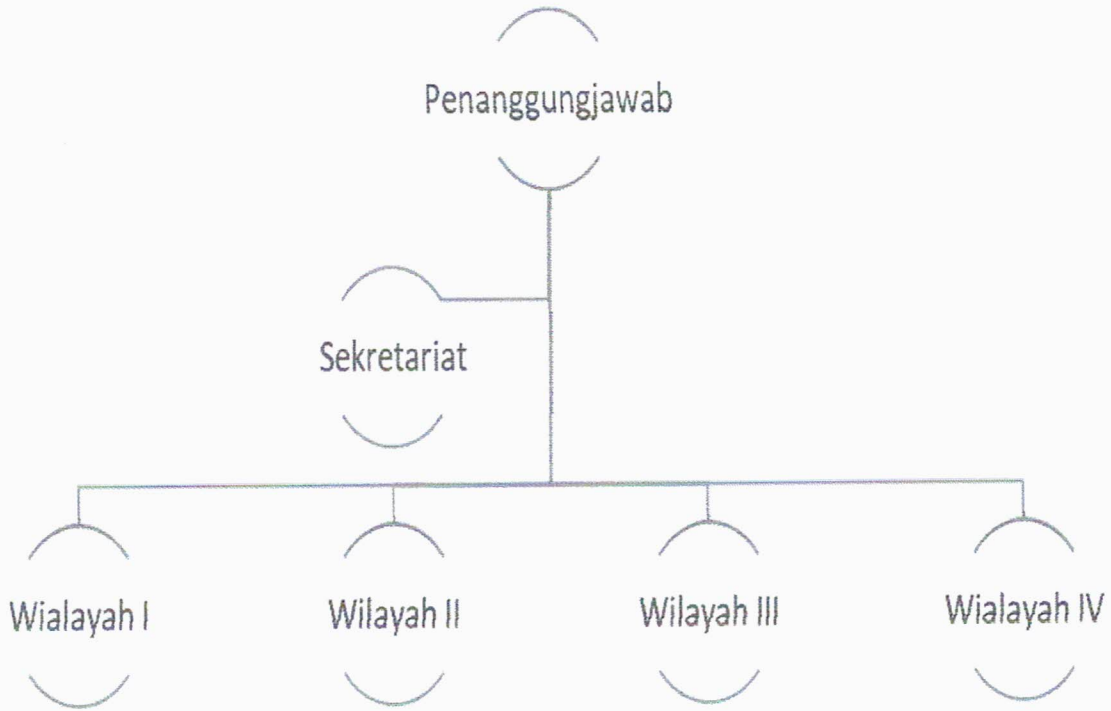 Penanggungjawab
Sekretariat
Wialayah I
Wilayah II
Wilayah III
Wialayah IV